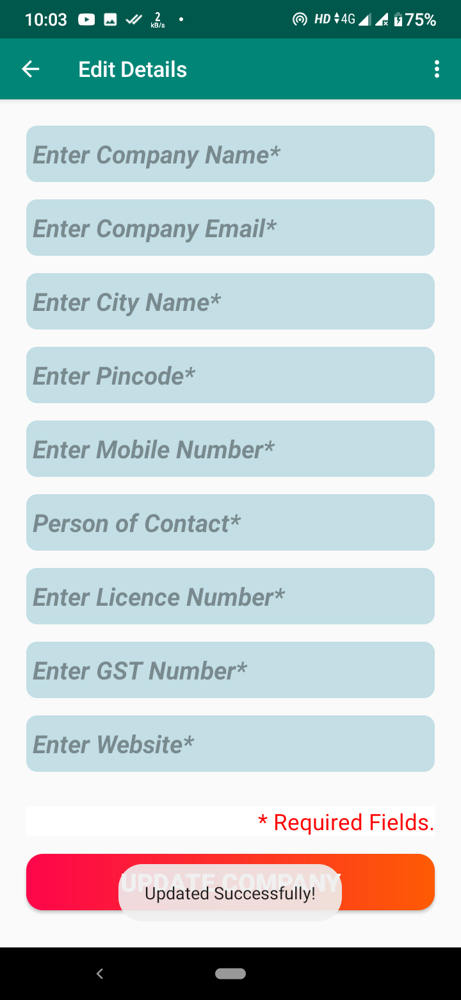 10:03 2 kB/s HD 4G 75%
Edit Details
Enter Company Name*
Enter Company Email*
Enter City Name*
Enter Pincode*
Enter Mobile Number*
Person of Contact*
Enter Licence Number*
Enter GST Number*
Enter Website*
* Required Fields.
UPDATE COMPANY
Updated Successfully!